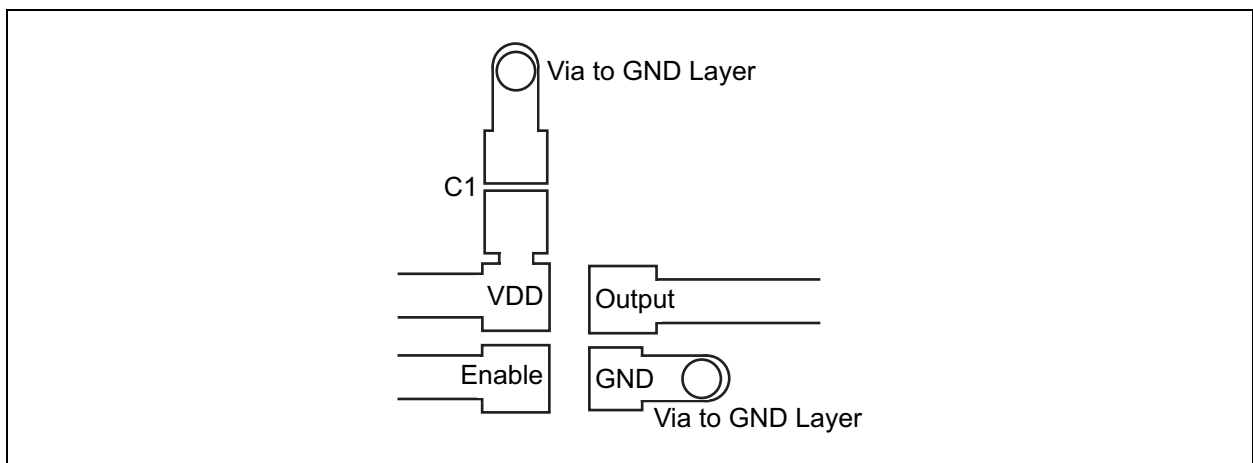 Via to GND Layer
C1
VDD
Output
Enable
GND
Via to GND Layer